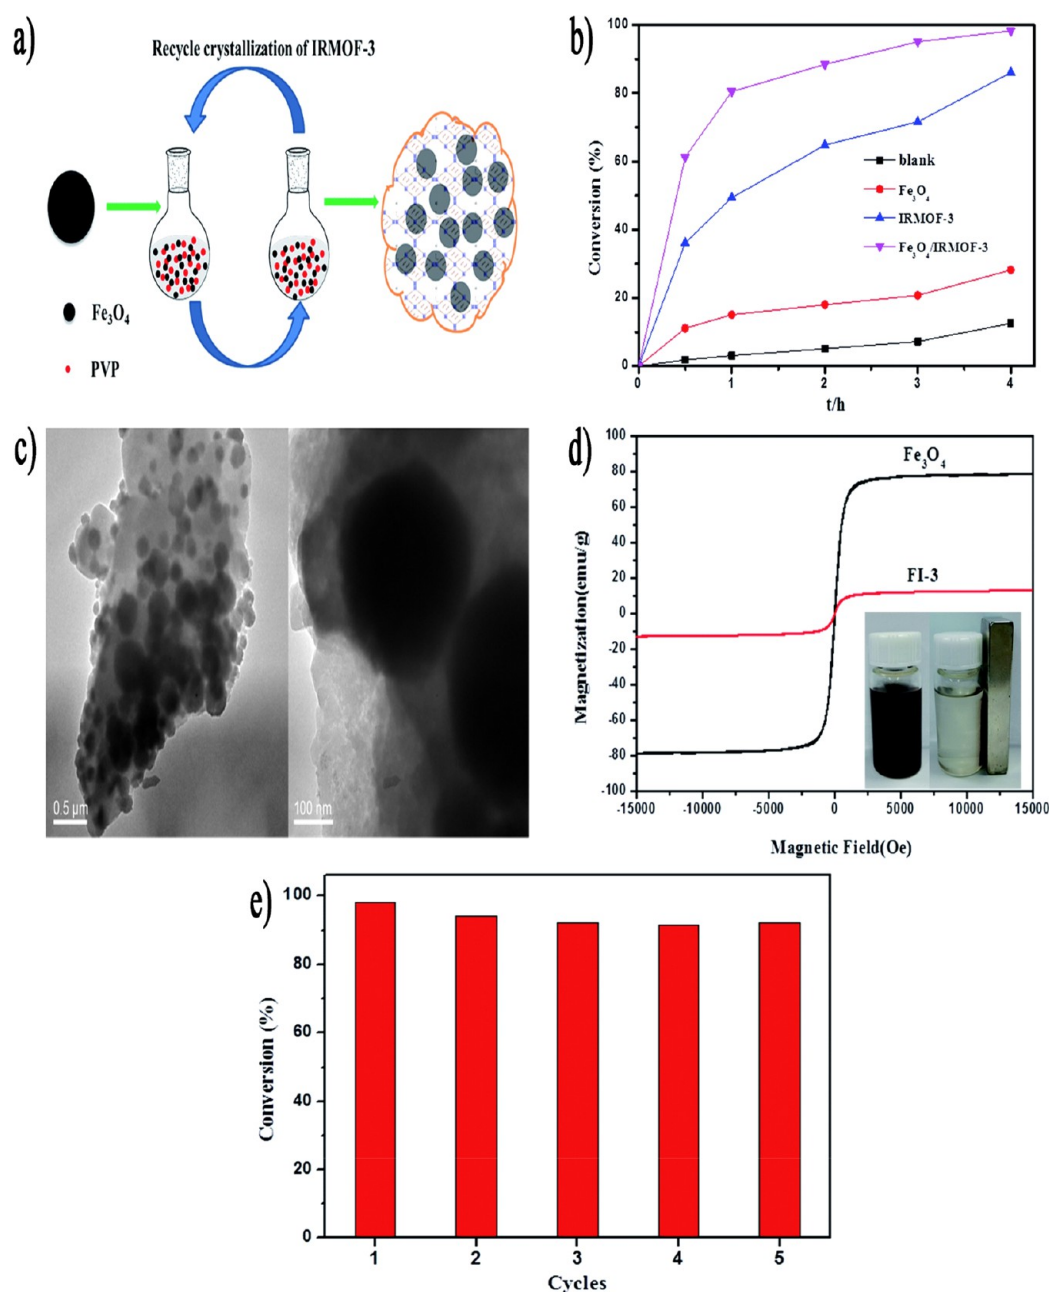 a)
Recycle crystallization of IRMOF-3
Fe₃O₄
PVP
b)
100
80
60
40
20
0
Conversion (%)
blank
Fe₃O₄
IRMOF-3
Fe₃O₄/IRMOF-3
0 1 2 3 4
t/h
c)
0.5 µm
100 nm
d)
100
80
60
40
20
0
-20
-40
-60
-80
-100
Magnetization(emu/g)
Fe₃O₄
FI-3
-15000 -10000 -5000 0 5000 10000 15000
Magnetic Field(Oe)
e)
100
80
60
40
20
0
Conversion (%)
1 2 3 4 5
Cycles